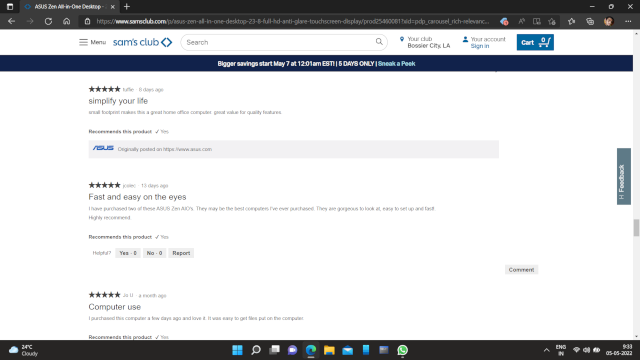 ASUS Zen All-in-One Desktop -
https://www.samsclub.com/p/asus-zen-all-in-one-desktop-23-8-full-hd-anti-glare-touchscreen-display/prod25460081?xid=pdp_carousel_rich-relevanc...
Menu
sam's club
Search
Your club
Bossier City, LA
Your account
Sign in
Cart 0
Bigger savings start May 7 at 12:01am EST! | 5 DAYS ONLY | Sneak a Peek
9 days ago
simplify your life
small footprint makes this a great home office computer. great value for quality features.
Recommends this product ✓ Yes
ASUS Originally posted on https://www.asus.com
13 days ago
Fast and easy on the eyes
I have purchased two of these ASUS Zen AIO's. They may be the best computers I've ever purchased. They are gorgeous to look at, easy to set up and fast!
Highly recommend.
Recommends this product ✓ Yes
Helpful? Yes · 0 No · 0 Report
Comment
a month ago
Computer use
I purchased this computer a few days ago and love it. It was easy to get files put on the computer.
Recommends this product ✓ Yes
Feedback
24°C
Cloudy
ENG
IN
9:33
05-05-2022